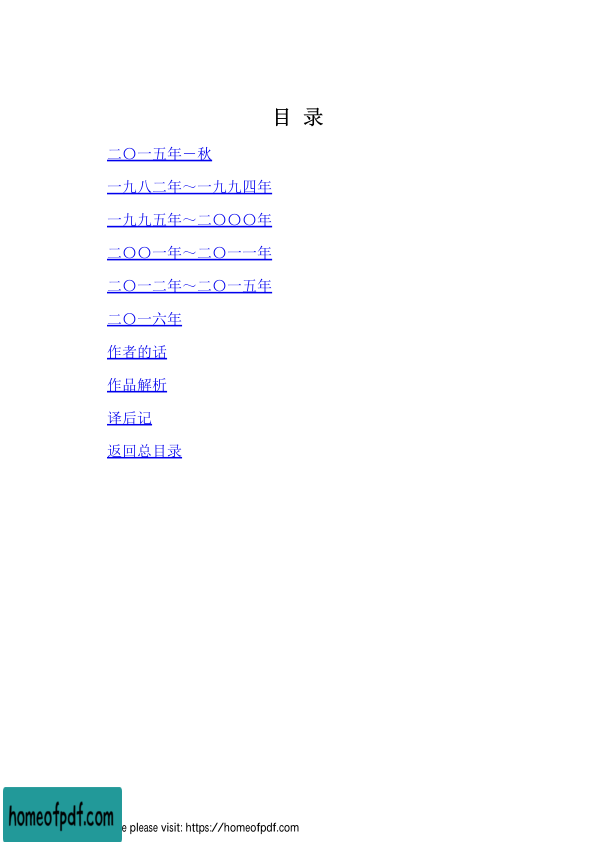 目 录
二〇一五年－秋
一九八二年～一九九四年
一九九五年～二〇〇〇年
二〇〇一年～二〇一一年
二〇一二年～二〇一五年
二〇一六年
作者的话
作品解析
译后记
返回总目录
homeofpdf.com
please visit: https://homeofpdf.com